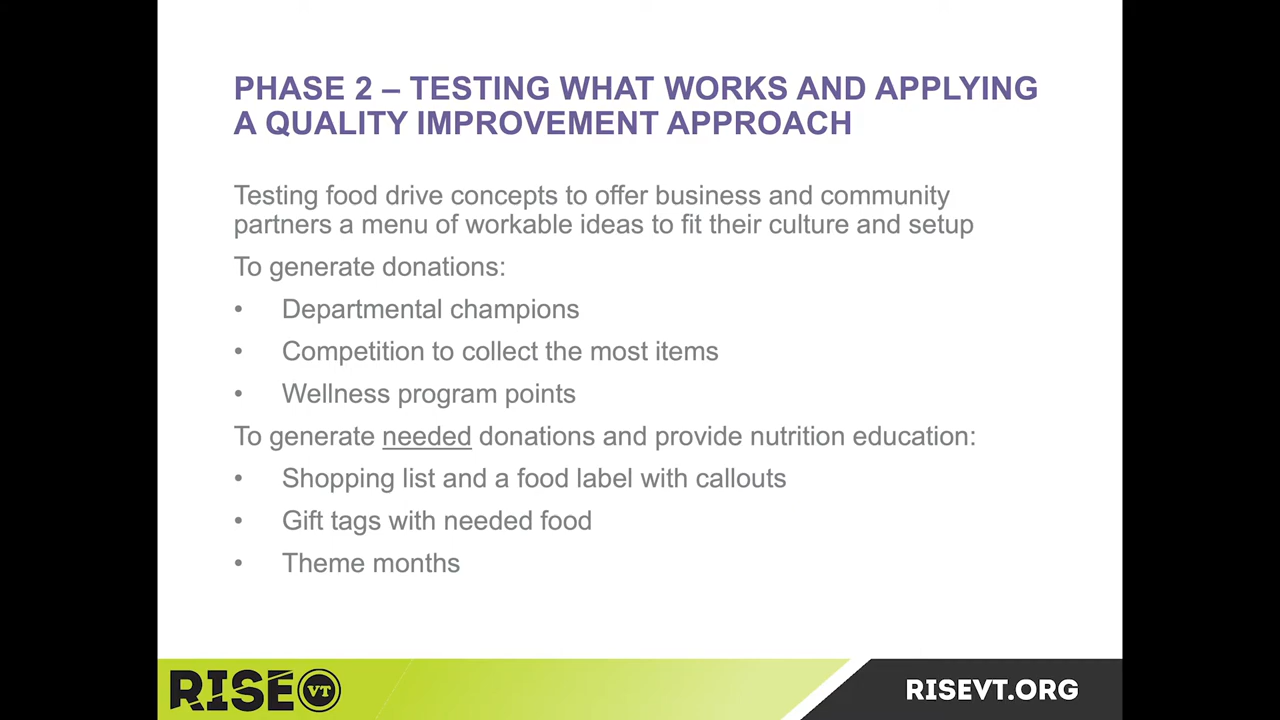 PHASE 2 – TESTING WHAT WORKS AND APPLYING
A QUALITY IMPROVEMENT APPROACH
Testing food drive concepts to offer business and community
partners a menu of workable ideas to fit their culture and setup
To generate donations:
• Departmental champions
• Competition to collect the most items
• Wellness program points
To generate needed donations and provide nutrition education:
• Shopping list and a food label with callouts
• Gift tags with needed food
• Theme months
RISE VT
RISEVT.ORG